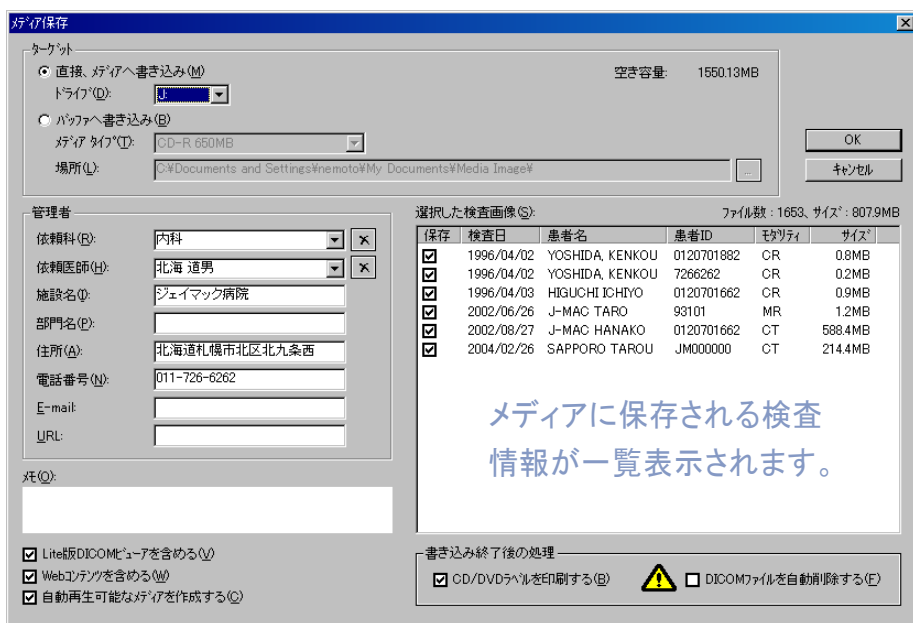 メディア保存
ターゲット
直接、メディアへ書き込み(M)
空き容量: 1550.13MB
ドライブ(D): J:
バッファへ書き込み(B)
メディア タイプ(T): CD-R 650MB
OK
場所(L): C:¥Documents and Settings¥nemoto¥My Documents¥Media Image¥ ...
キャンセル
管理者
依頼科(R): 内科
依頼医師(H): 北海 道男
施設名(I): ジェイマック病院
部門名(P):
住所(A): 北海道札幌市北区北九条西
電話番号(N): 011-726-6262
E-mail:
URL:
メモ(O):
選択した検査画像(S): ファイル数 : 1653、サイズ : 807.9MB
保存 検査日 患者名 患者ID モダリティ サイズ
1996/04/02 YOSHIDA, KENKOU 0120701882 CR 0.8MB
1996/04/02 YOSHIDA, KENKOU 7266262 CR 0.2MB
1996/04/03 HIGUCHI ICHIYO 0120701662 CR 0.9MB
2002/06/26 J-MAC TARO 93101 MR 1.2MB
2002/08/27 J-MAC HANAKO 0120701662 CT 588.4MB
2004/02/26 SAPPORO TAROU JM000000 CT 214.4MB
メディアに保存される検査
情報が一覧表示されます。
Lite版DICOMビューアを含める(V)
Webコンテンツを含める(W)
自動再生可能なメディアを作成する(C)
書き込み終了後の処理
CD/DVDラベルを印刷する(B)
DICOMファイルを自動削除する(F)